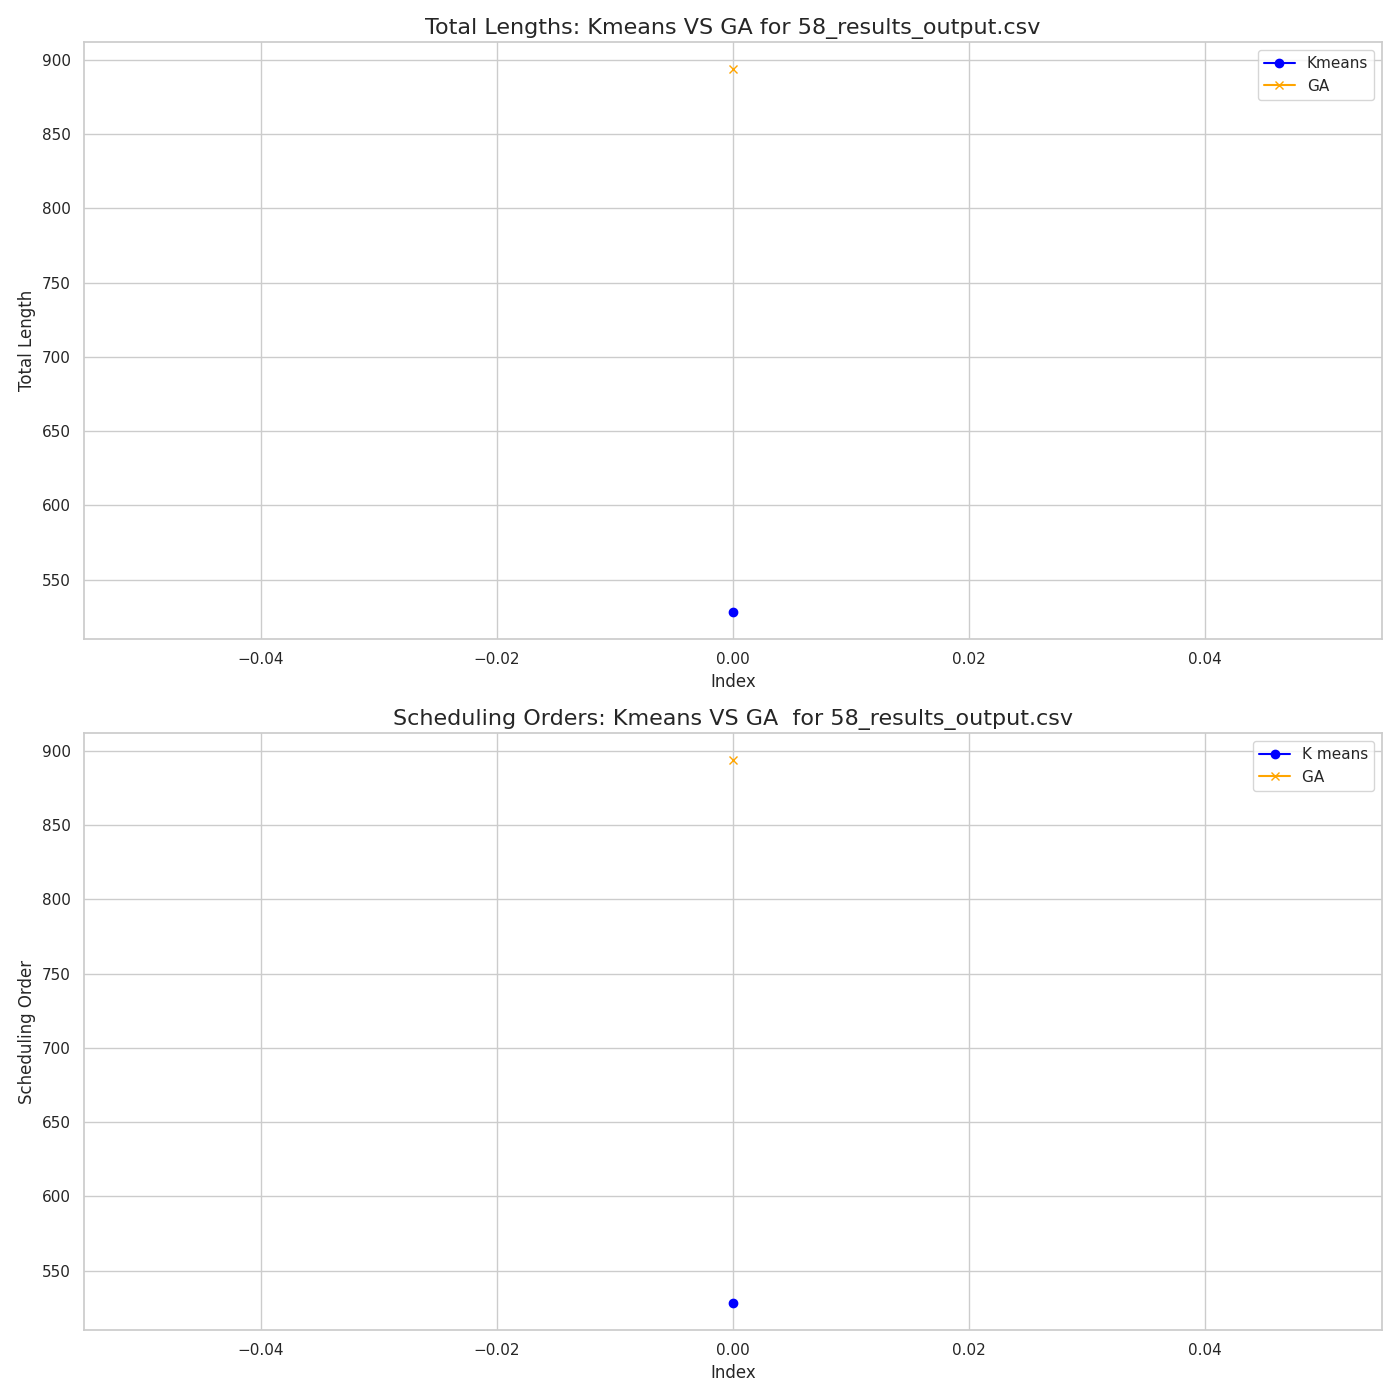 Total Lengths: Kmeans VS GA for 58_results_output.csv
Kmeans
GA
900
850
800
750
700
650
600
550
Total Length
−0.04
−0.02
0.00
0.02
0.04
Index
Scheduling Orders: Kmeans VS GA  for 58_results_output.csv
K means
GA
900
850
800
750
700
650
600
550
Scheduling Order
−0.04
−0.02
0.00
0.02
0.04
Index